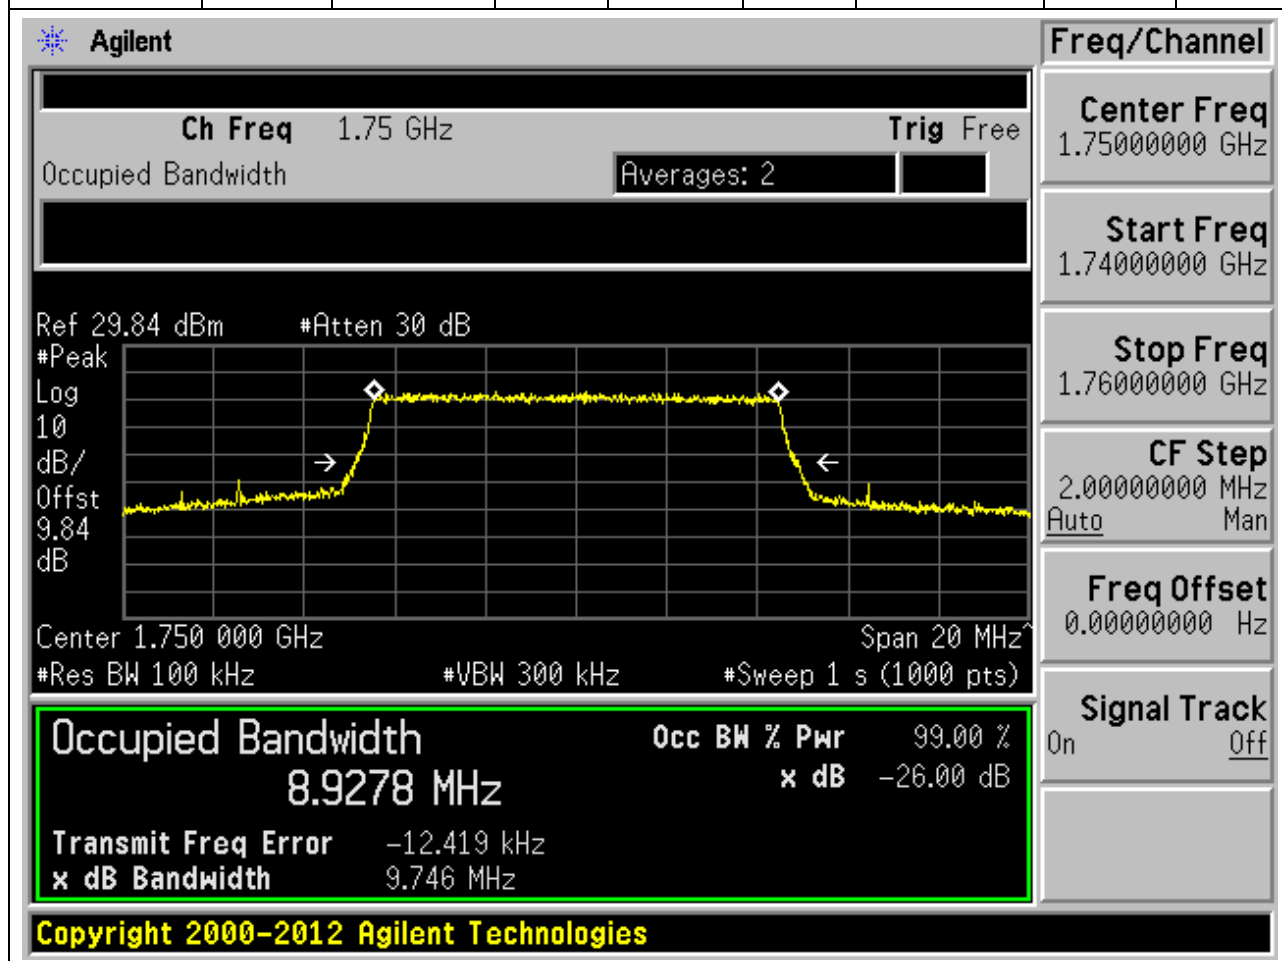 Agilent
Freq/Channel
Ch Freq 1.75 GHz Trig Free
Occupied Bandwidth Averages: 2
Center Freq
1.75000000 GHz
Start Freq
1.74000000 GHz
Stop Freq
1.76000000 GHz
CF Step
2.00000000 MHz
Auto Man
Freq Offset
0.00000000 Hz
Signal Track
On Off
Ref 29.84 dBm #Atten 30 dB
#Peak
Log
10
dB/
Offst
9.84
dB
Center 1.750 000 GHz Span 20 MHz^
#Res BW 100 kHz #VBW 300 kHz #Sweep 1 s (1000 pts)
Occupied Bandwidth Occ BW % Pwr 99.00 %
8.9278 MHz x dB -26.00 dB
Transmit Freq Error -12.419 kHz
x dB Bandwidth 9.746 MHz
Copyright 2000-2012 Agilent Technologies